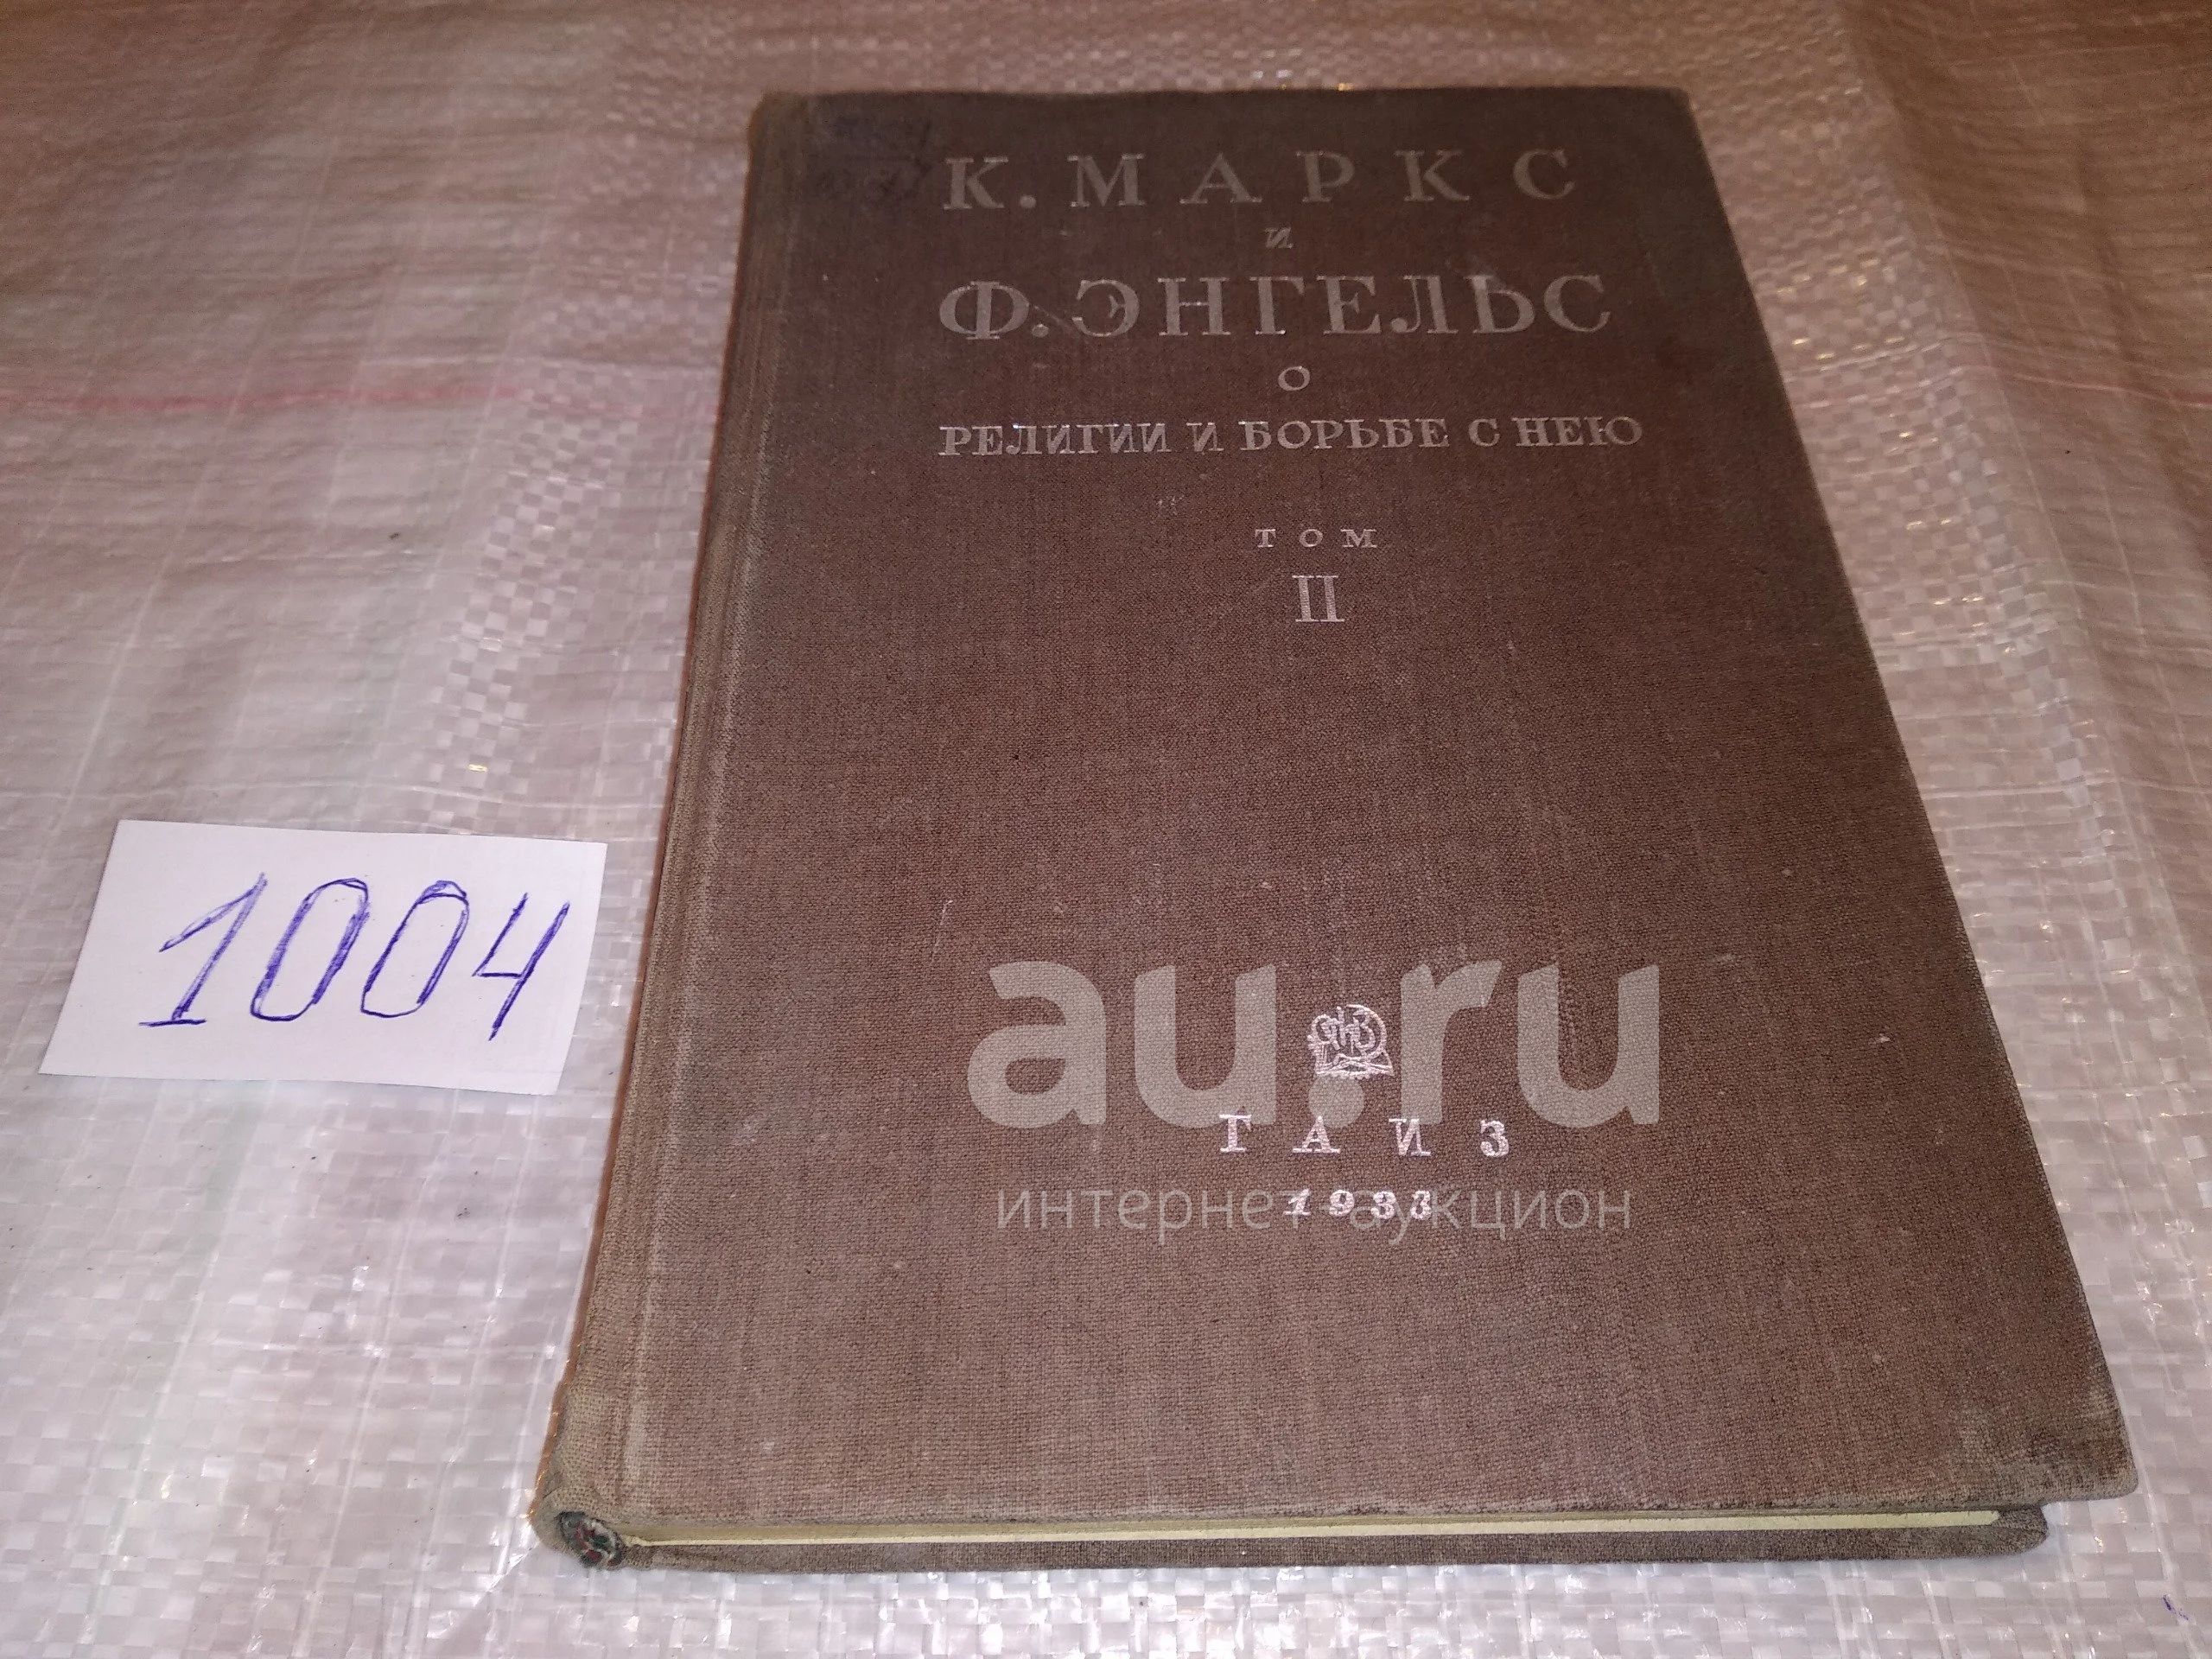 К. МАРКС
и
Ф. ЭНГЕЛЬС
О
РЕЛИГИИ И БОРЬБЕ С НЕЮ
ТОМ
II
1004
au.ru
ГАИЗ
интернет аукцион
1933